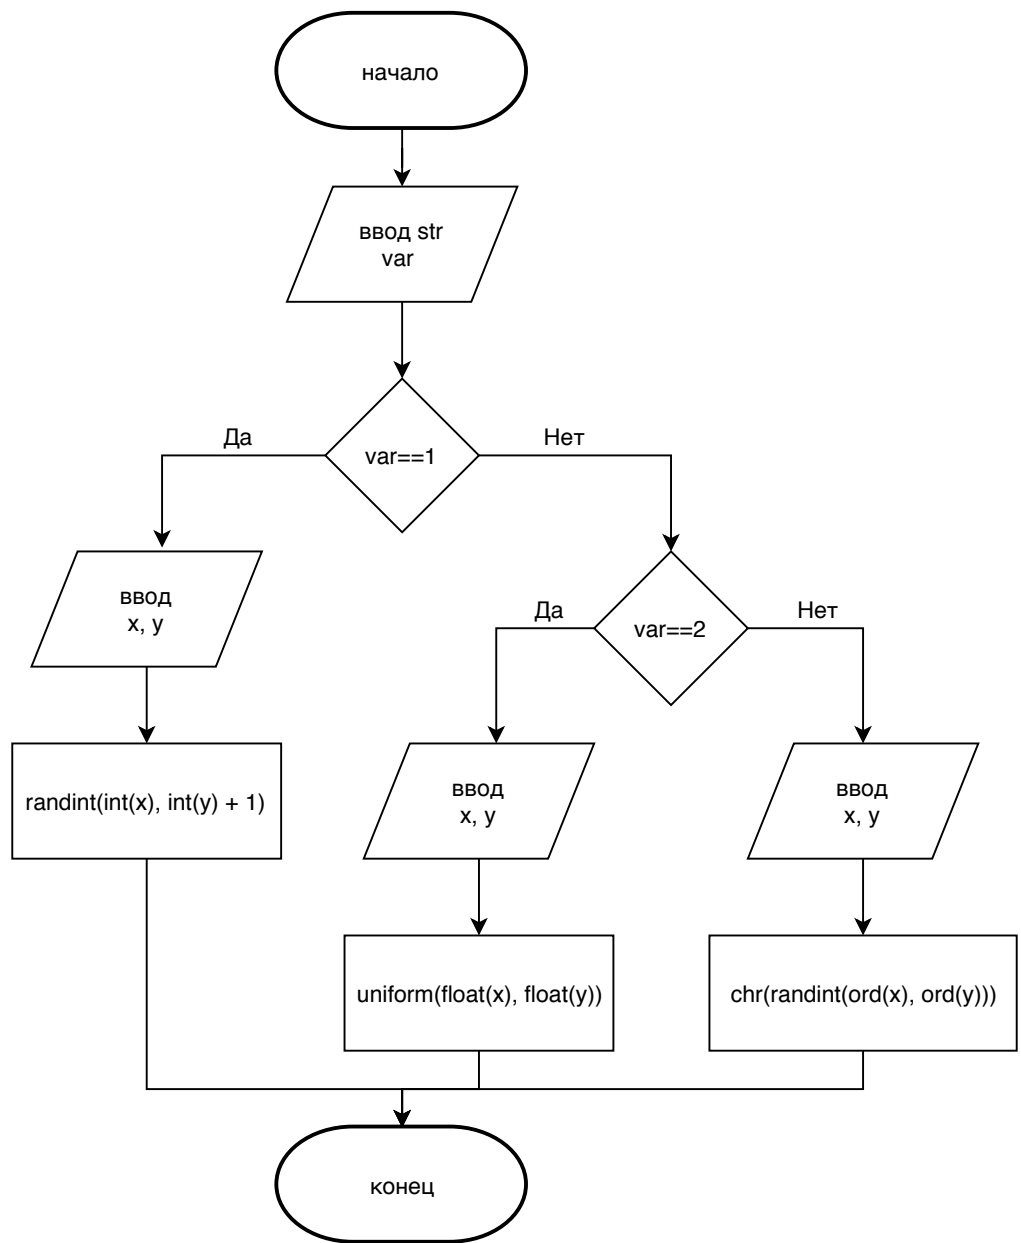 начало
ввод str
var
Да
var==1
Нет
ввод
x, y
Да
var==2
Нет
randint(int(x), int(y) + 1)
ввод
x, y
ввод
x, y
uniform(float(x), float(y))
chr(randint(ord(x), ord(y)))
конец